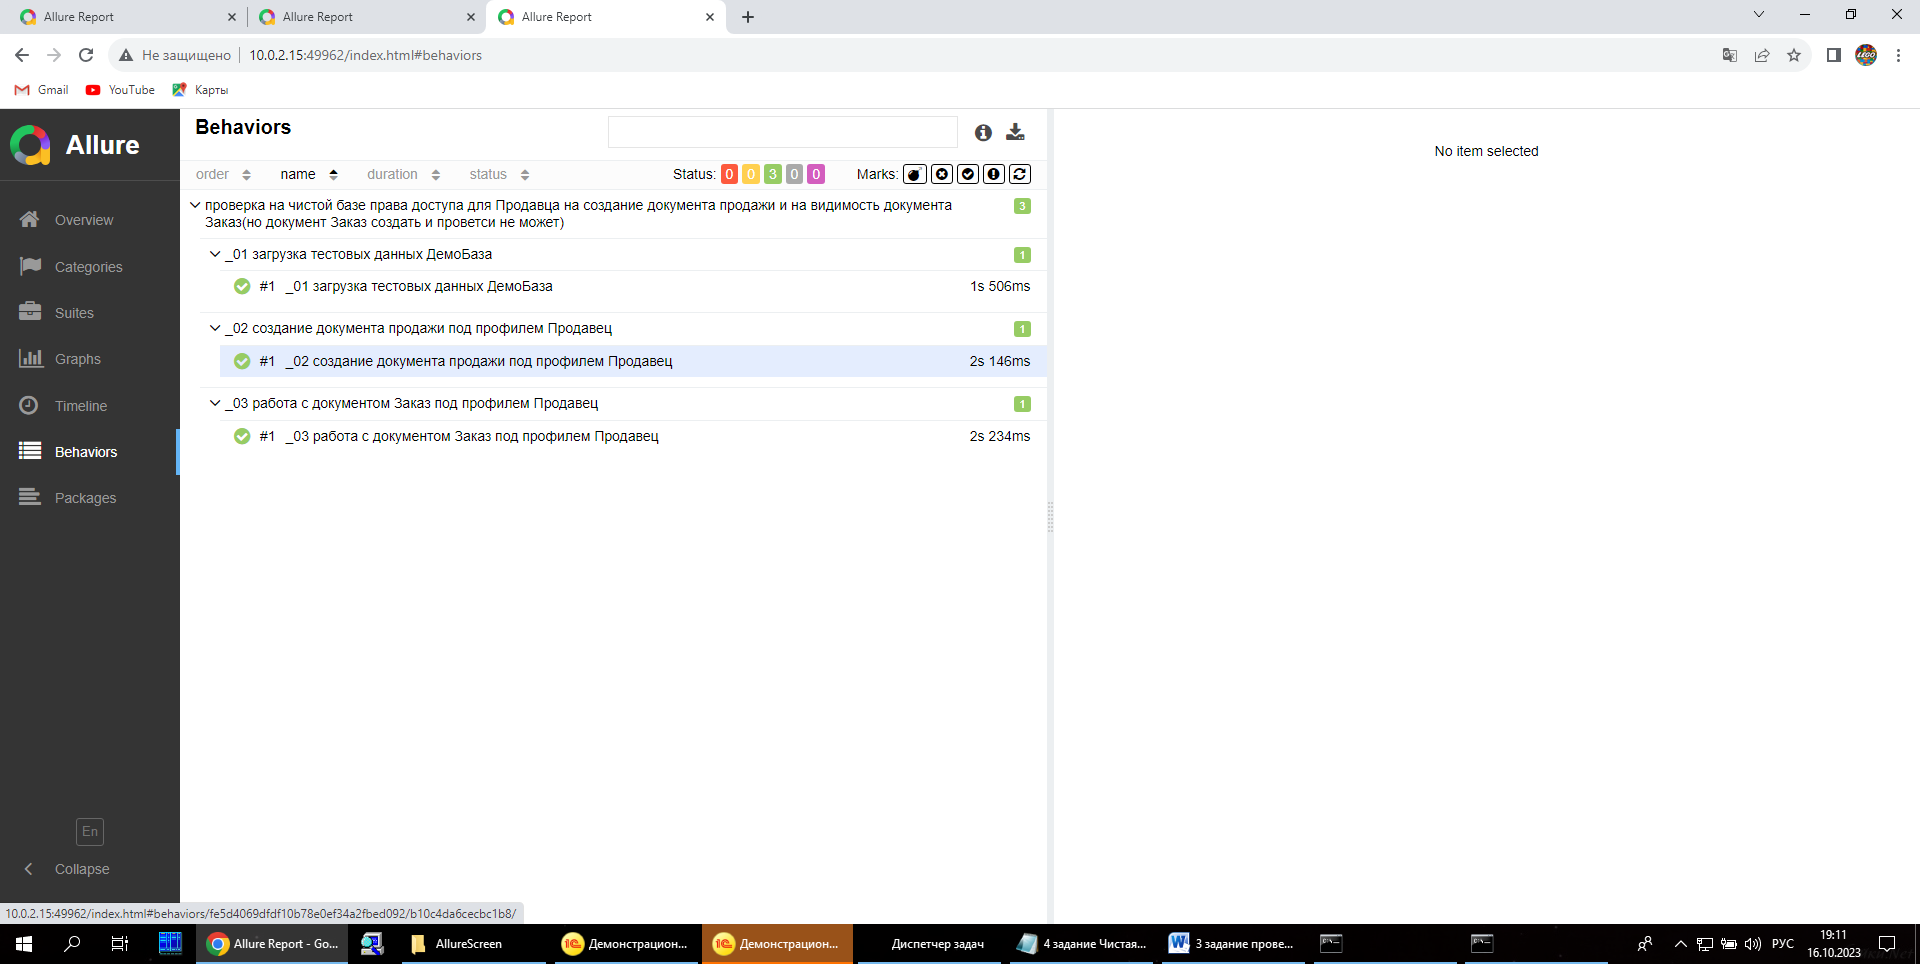 Allure Report
Allure Report
Allure Report
Не защищено
10.0.2.15:49962/index.html#behaviors
Gmail
YouTube
Карты
Allure
Overview
Categories
Suites
Graphs
Timeline
Behaviors
Packages
En
Collapse
Behaviors
order name duration status
Status: 0 0 3 0 0
Marks:
проверка на чистой базе права доступа для Продавца на создание документа продажи и на видимость документа
Заказ(но документ Заказ создать и проветси не может)
3
_01 загрузка тестовых данных ДемоБаза
1
#1 _01 загрузка тестовых данных ДемоБаза
1s 506ms
_02 создание документа продажи под профилем Продавец
1
#1 _02 создание документа продажи под профилем Продавец
2s 146ms
_03 работа с документом Заказ под профилем Продавец
1
#1 _03 работа с документом Заказ под профилем Продавец
2s 234ms
No item selected
10.0.2.15:49962/index.html#behaviors/fe5d4069dfdf10b78e0ef34a2fbed092/b10c4da6cecbc1b8/
Allure Report - Go...
AllureScreen
Демонстрацион...
Демонстрацион...
Диспетчер задач
4 задание Чистая...
3 задание прове...
РУС
19:11
16.10.2023